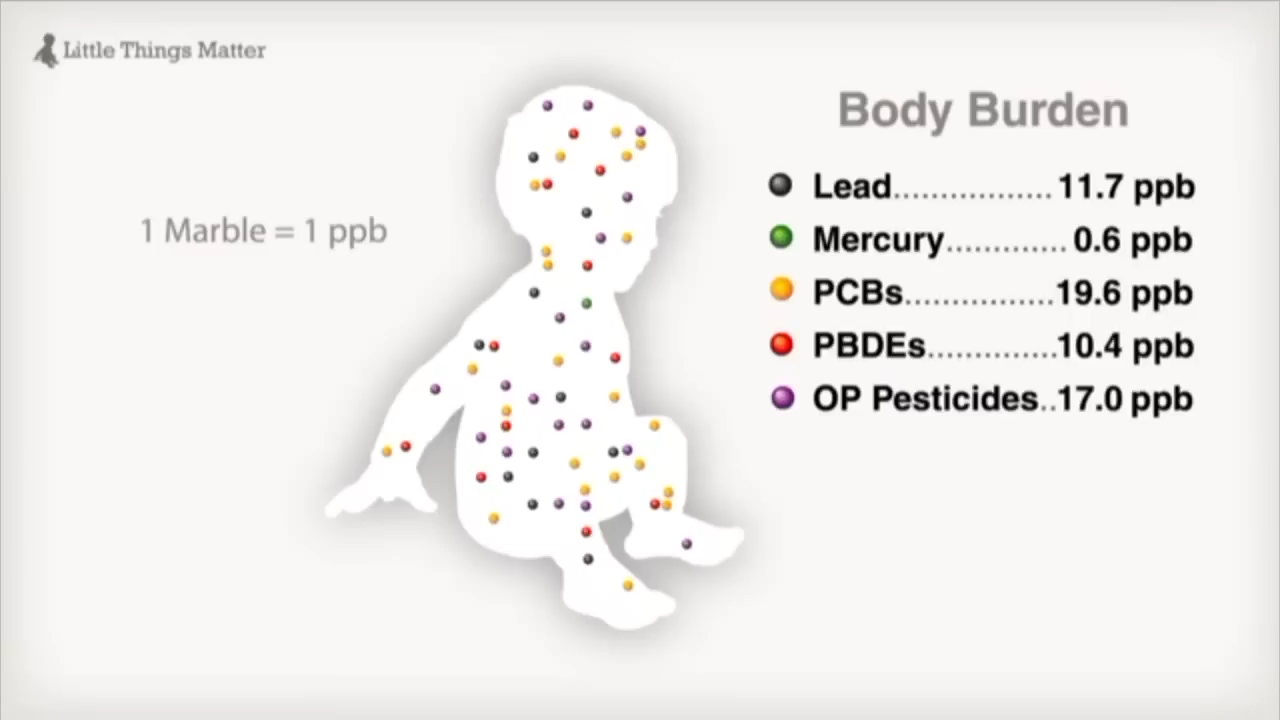 Little Things Matter
Body Burden
Lead................. 11.7 ppb
1 Marble = 1 ppb
Mercury............. 0.6 ppb
PCBs................19.6 ppb
PBDEs..............10.4 ppb
OP Pesticides..17.0 ppb